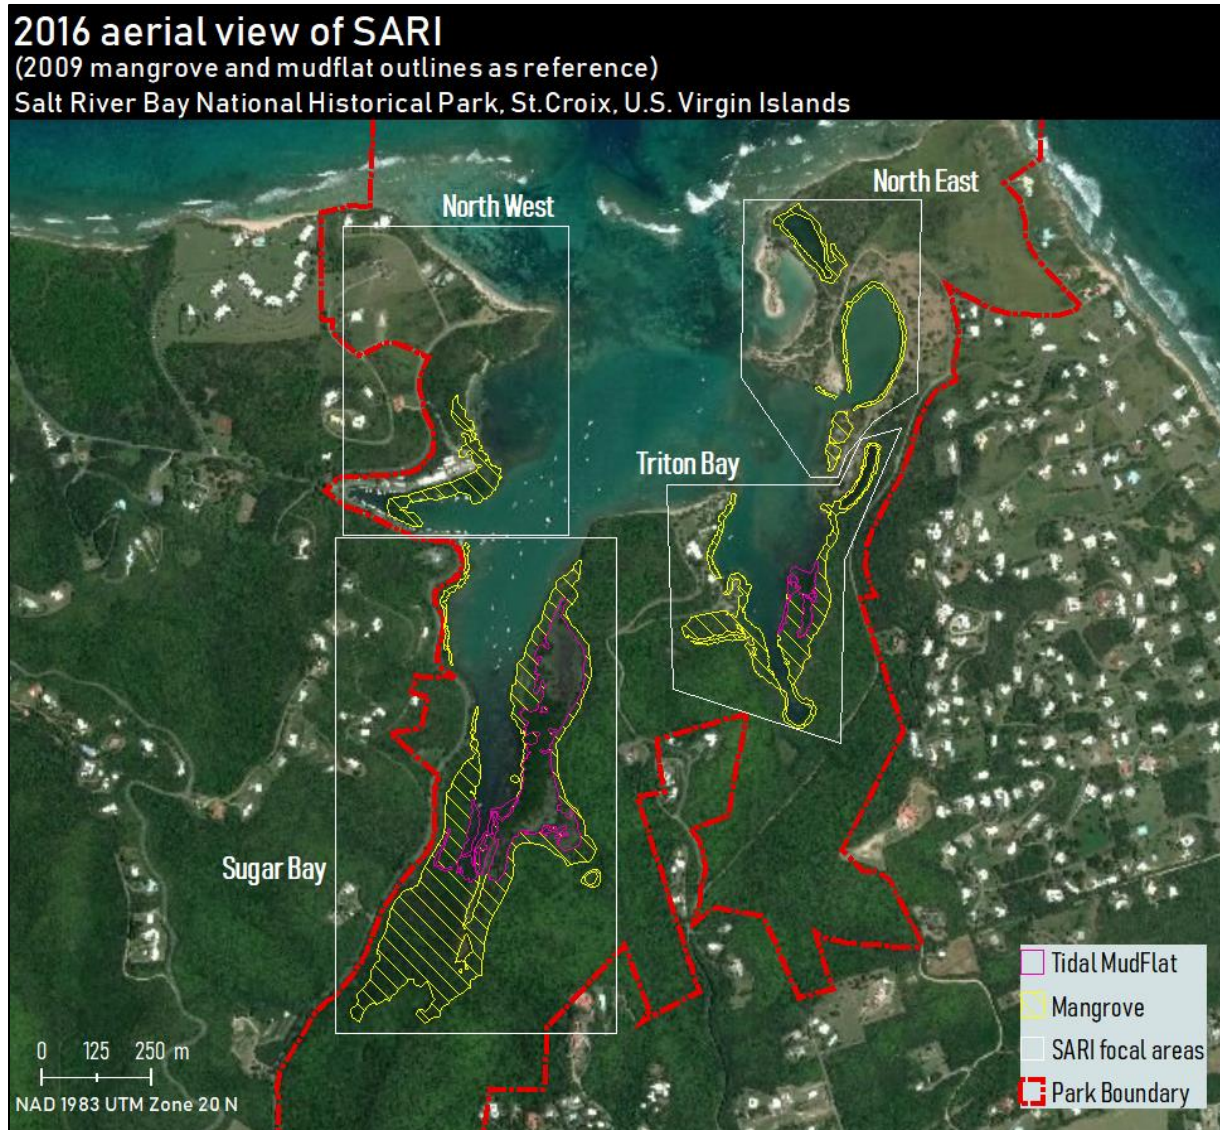 2016 aerial view of SARI
(2009 mangrove and mudflat outlines as reference)
Salt River Bay National Historical Park, St.Croix, U.S. Virgin Islands
North East
North West
Triton Bay
Sugar Bay
Tidal MudFlat
Mangrove
SARI focal areas
Park Boundary
0 125 250 m
NAD 1983 UTM Zone 20 N